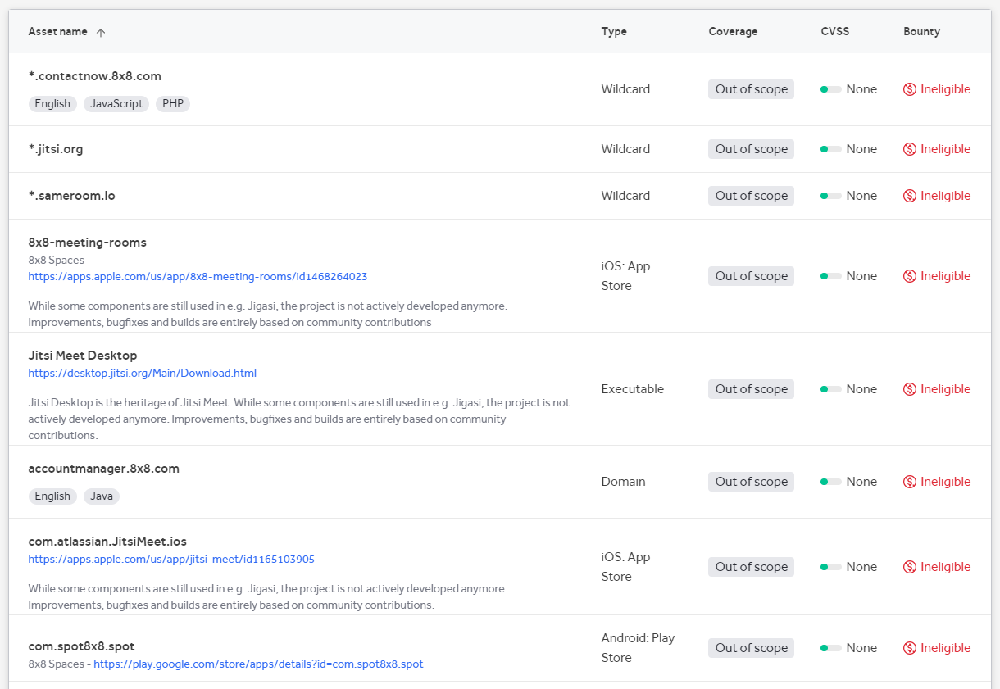 Asset name Type Coverage CVSS Bounty
*.contactnow.8x8.com
English JavaScript PHP
Wildcard Out of scope None Ineligible
*.jitsi.org Wildcard Out of scope None Ineligible
*.sameroom.io Wildcard Out of scope None Ineligible
8x8-meeting-rooms
8x8 Spaces -
https://apps.apple.com/us/app/8x8-meeting-rooms/id1468264023
While some components are still used in e.g. Jigasi, the project is not actively developed anymore.
Improvements, bugfixes and builds are entirely based on community contributions
iOS: App
Store
Out of scope None Ineligible
Jitsi Meet Desktop
https://desktop.jitsi.org/Main/Download.html
Jitsi Desktop is the heritage of Jitsi Meet. While some components are still used in e.g. Jigasi, the project is not
actively developed anymore. Improvements, bugfixes and builds are entirely based on community
contributions.
Executable Out of scope None Ineligible
accountmanager.8x8.com
English Java
Domain Out of scope None Ineligible
com.atlassian.JitsiMeet.ios
https://apps.apple.com/us/app/jitsi-meet/id1165103905
While some components are still used in e.g. Jigasi, the project is not actively developed anymore.
Improvements, bugfixes and builds are entirely based on community contributions.
iOS: App
Store
Out of scope None Ineligible
com.spot8x8.spot
8x8 Spaces - https://play.google.com/store/apps/details?id=com.spot8x8.spot
Android: Play
Store
Out of scope None Ineligible